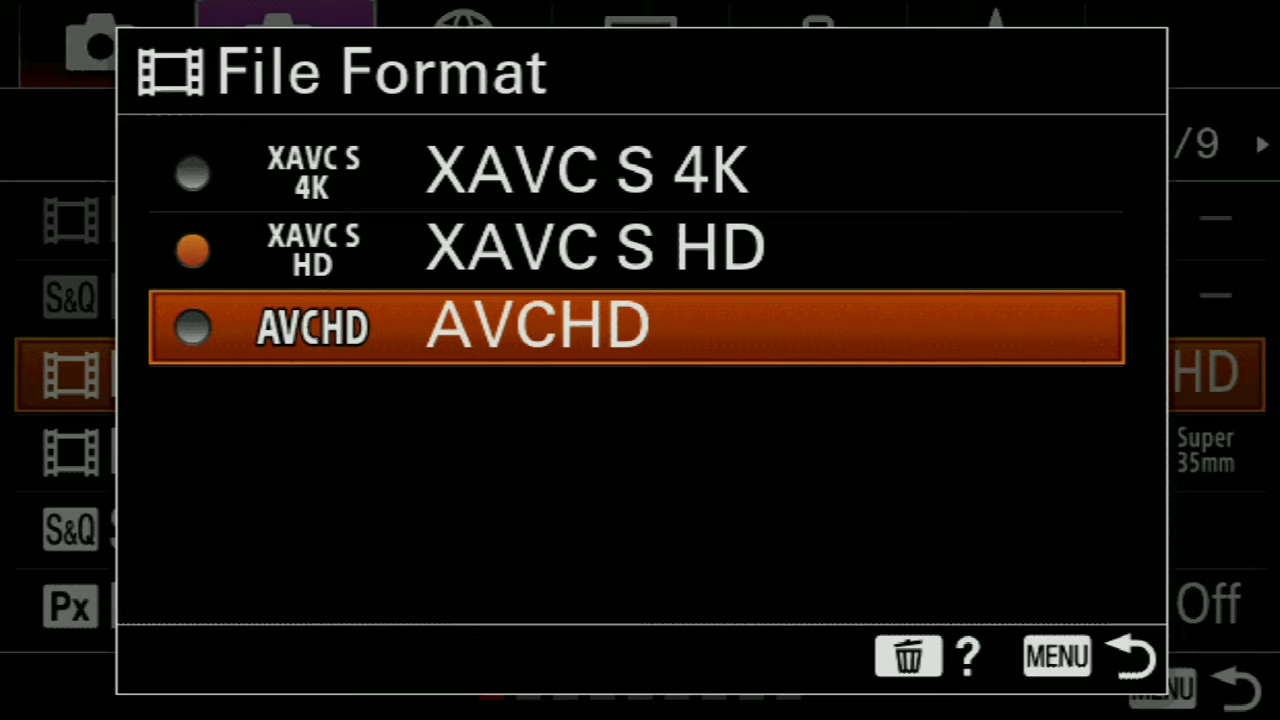 File Format
XAVC S
4K
XAVC S 4K
XAVC S
HD
XAVC S HD
AVCHD
AVCHD
/9
S&Q
HD
Super
35mm
S&Q
Px
Off
?
MENU